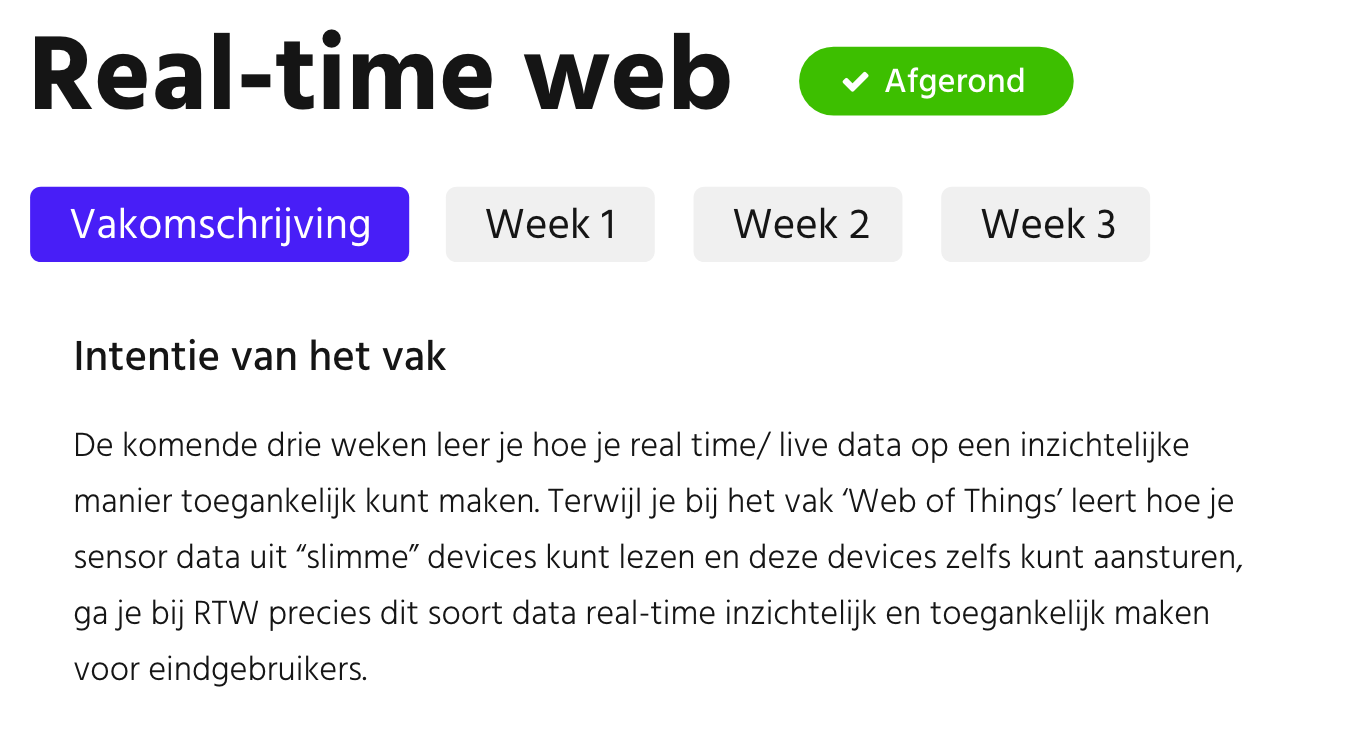 Real-time web
Afgerond
Vakomschrijving
Week 1
Week 2
Week 3
Intentie van het vak
De komende drie weken leer je hoe je real time/ live data op een inzichtelijke
manier toegankelijk kunt maken. Terwijl je bij het vak ‘Web of Things’ leert hoe je
sensor data uit “slimme” devices kunt lezen en deze devices zelfs kunt aansturen,
ga je bij RTW precies dit soort data real-time inzichtelijk en toegankelijk maken
voor eindgebruikers.